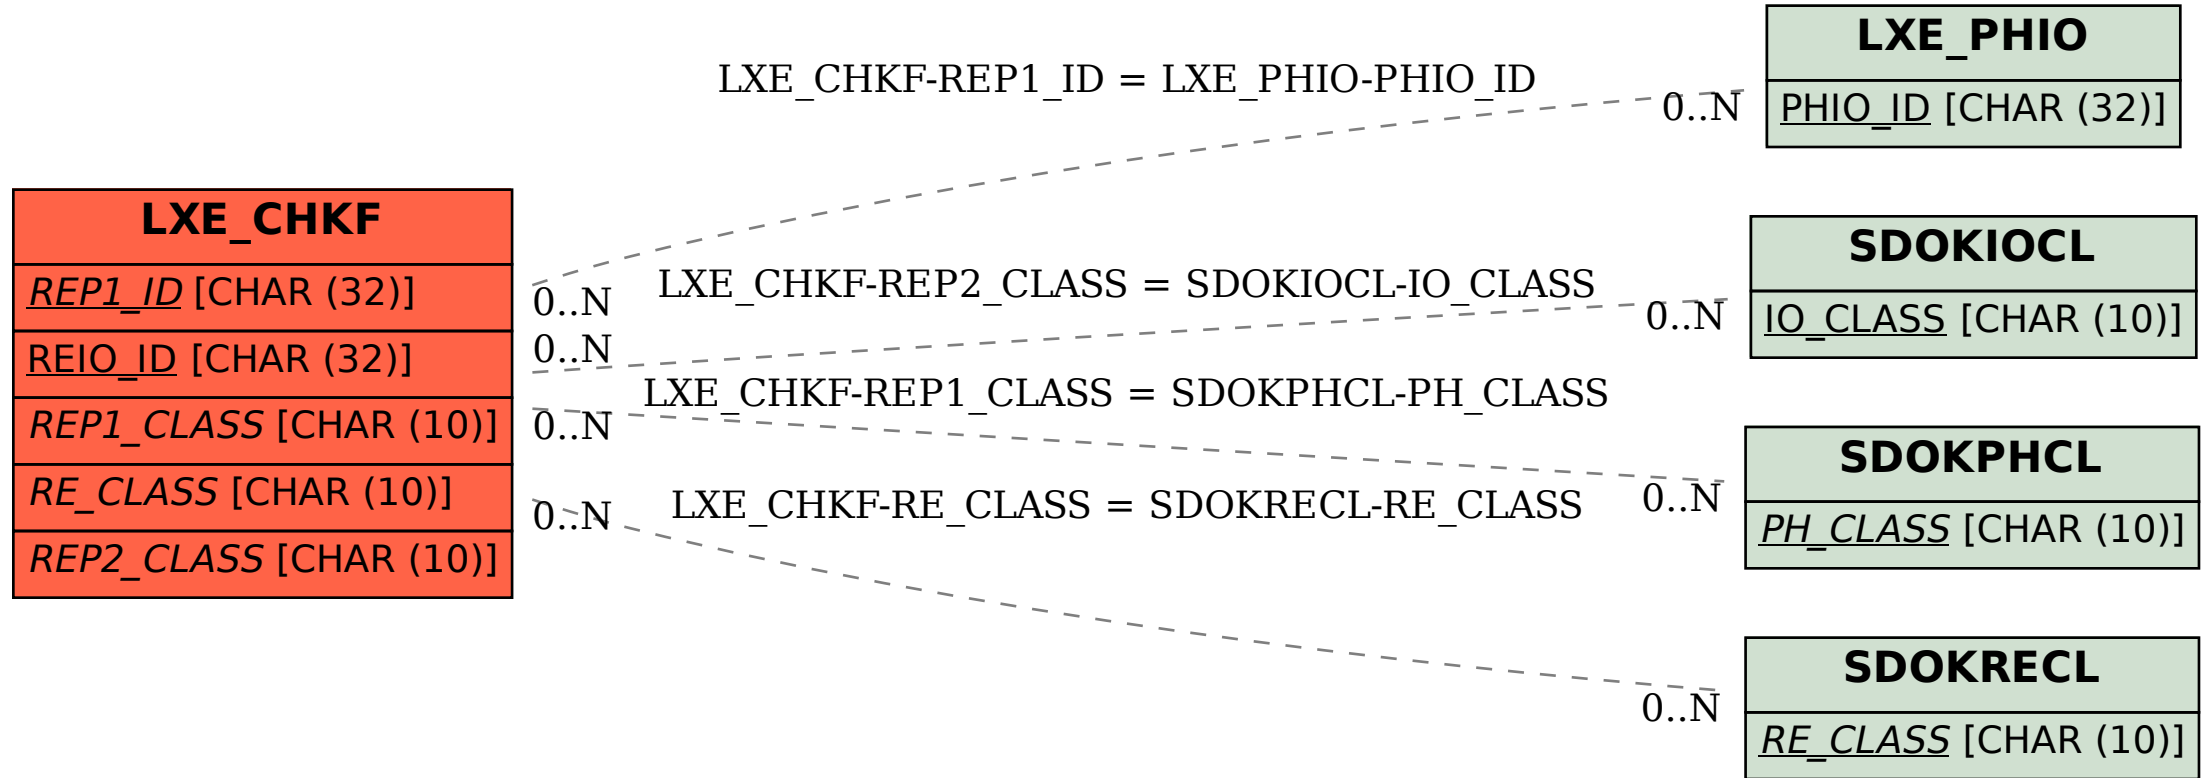 LXE_CHKF
REP1_ID [CHAR (32)]
REIO_ID [CHAR (32)]
REP1_CLASS [CHAR (10)]
RE_CLASS [CHAR (10)]
REP2_CLASS [CHAR (10)]
LXE_CHKF-REP1_ID = LXE_PHIO-PHIO_ID
0..N
0..N
LXE_CHKF-REP2_CLASS = SDOKIOCL-IO_CLASS
0..N
0..N
LXE_CHKF-REP1_CLASS = SDOKPHCL-PH_CLASS
0..N
0..N
LXE_CHKF-RE_CLASS = SDOKRECL-RE_CLASS
0..N
0..N
LXE_PHIO
PHIO_ID [CHAR (32)]
SDOKIOCL
IO_CLASS [CHAR (10)]
SDOKPHCL
PH_CLASS [CHAR (10)]
SDOKRECL
RE_CLASS [CHAR (10)]